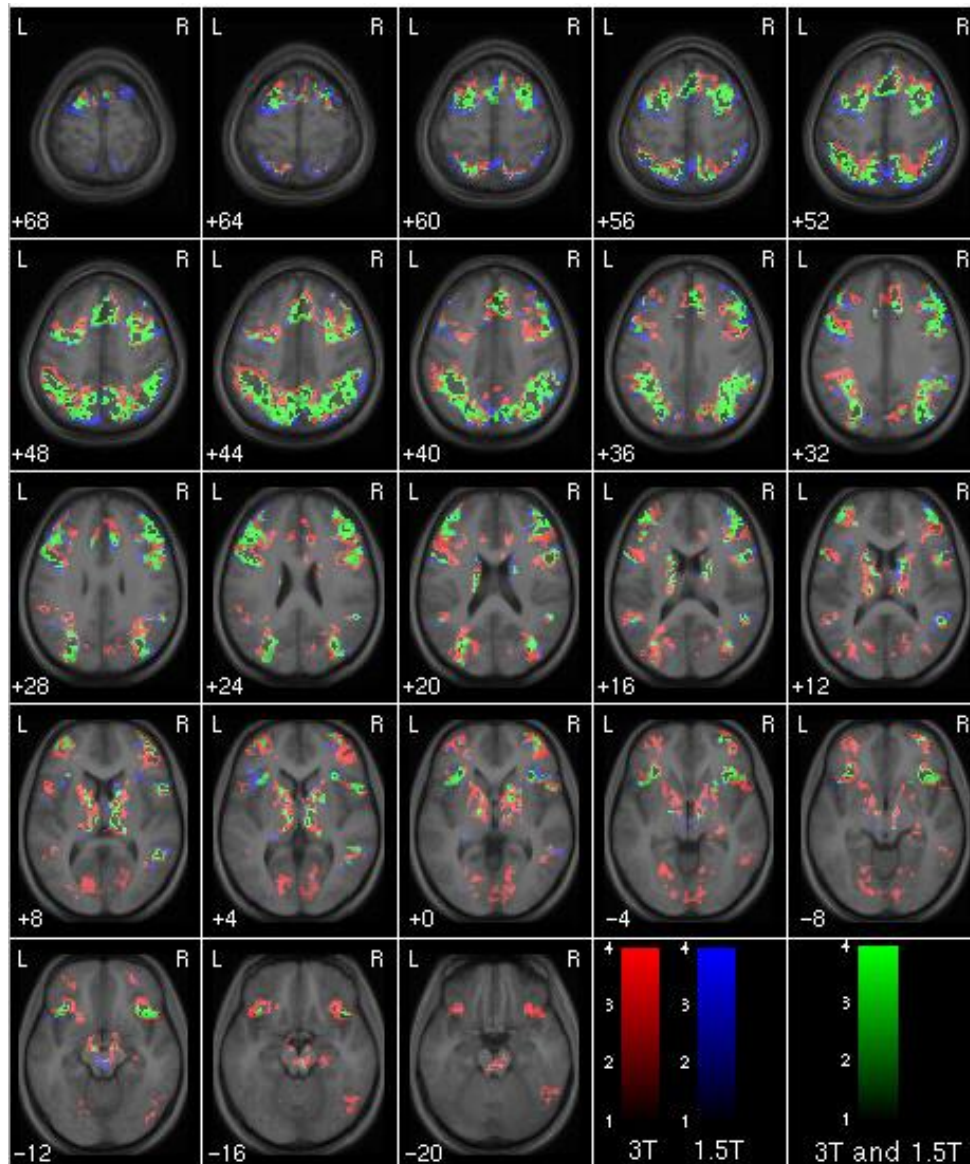 L R L R L R L R L R
+68 +64 +60 +56 +52
L R L R L R L R L R
+48 +44 +40 +36 +32
L R L R L R L R L R
+28 +24 +20 +16 +12
L R L R L R L R L R
+8 +4 +0 −4 −8
L R L R L R 4 4 4
3 3 3
2 2 2
1 1 1
−12 −16 −20 3T 1.5T 3T and 1.5T